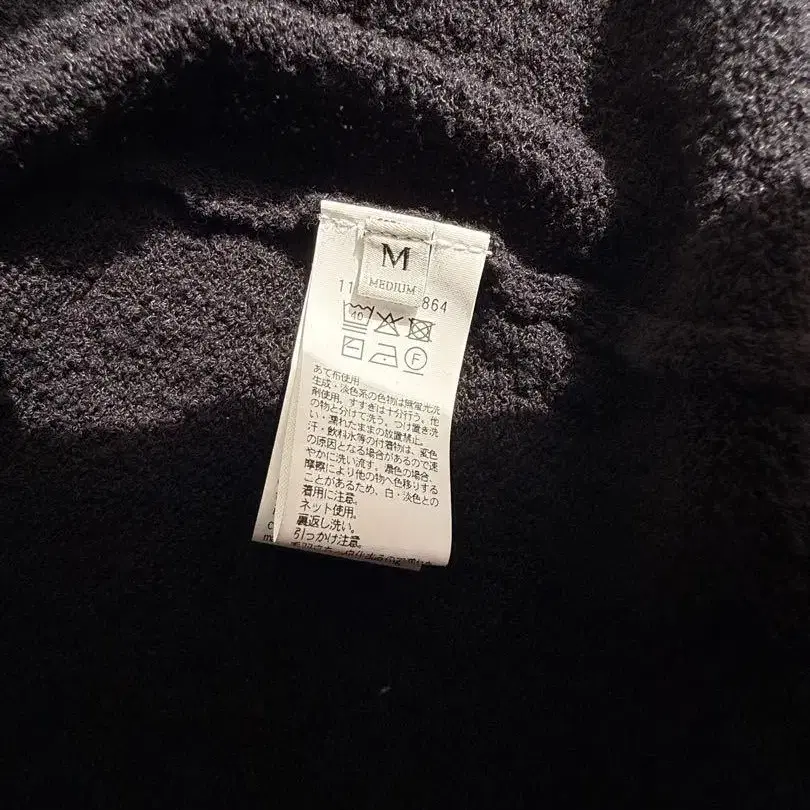 M
MEDIUM
11
864
40
F
あて布使用
生成・淡色系の色物は無蛍光洗
剤使用。すすぎは十分行う。他
の物と分けて洗う。つけ置き洗
い・濡れたままの放置禁止。
汗・飲料水等の付着物は、変色
の原因となる場合があるので速
やかに洗い流す。濃色の場合、
摩擦により他の物へ色移りする
ことがあるため、白・淡色との
着用に注意。
ネット使用。
裏返し洗い。
引っかけ注意。